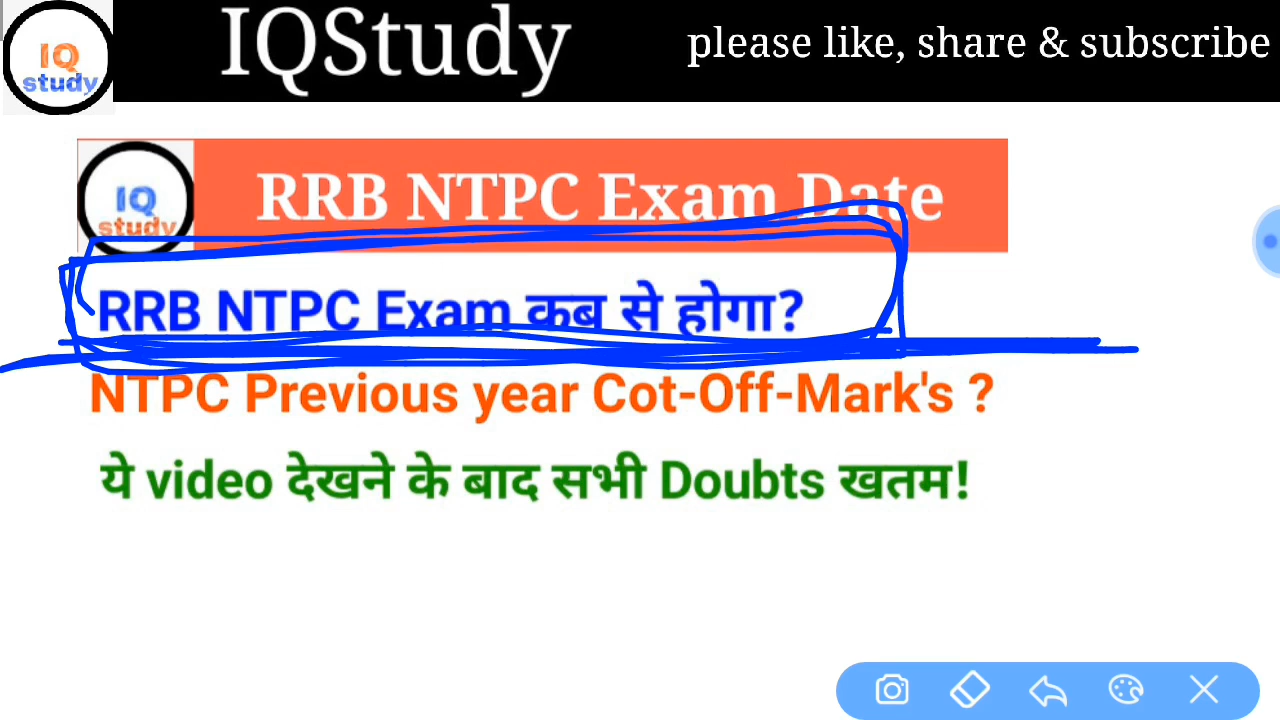 IQStudy please like, share & subscribe
IQ
study
RRB NTPC Exam Date
IQ
study
RRB NTPC Exam कब से होगा?
NTPC Previous year Cot-Off-Mark's ?
ये video देखने के बाद सभी Doubts खतम!